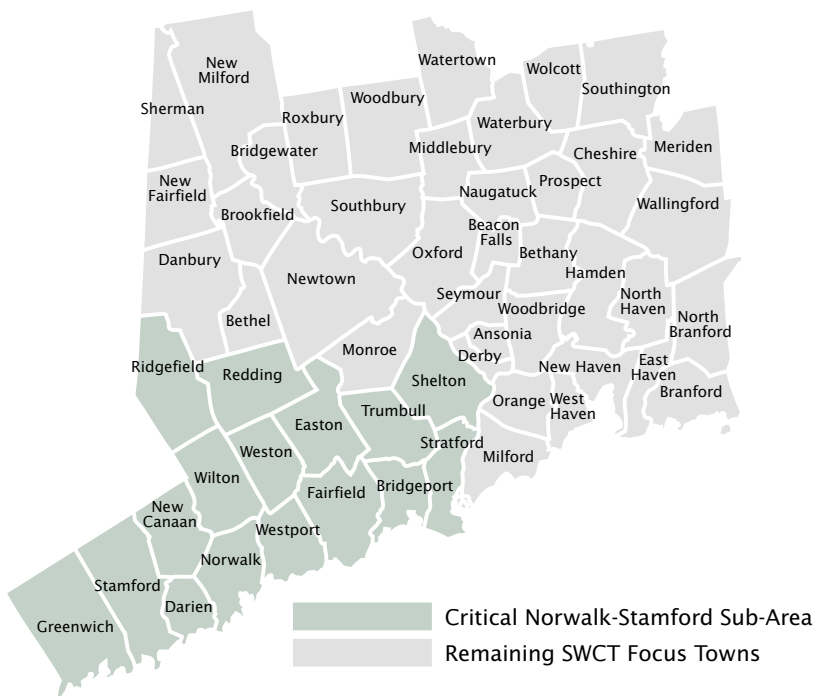 Watertown
Wolcott
New
Milford
Southington
Woodbury
Sherman
Roxbury
Waterbury
Bridgewater
Middlebury
Cheshire
Meriden
New
Fairfield
Naugatuck
Prospect
Southbury
Wallingford
Brookfield
Beacon
Falls
Oxford
Bethany
Danbury
Hamden
Newtown
Seymour
North
Haven
Woodbridge
Bethel
North
Branford
Ansonia
Monroe
Derby
Ridgefield
New Haven
East
Haven
Redding
Shelton
Branford
Orange
West
Haven
Trumbull
Easton
Stratford
Weston
Milford
Wilton
Fairfield
Bridgeport
New
Canaan
Westport
Norwalk
Stamford
Darien
Greenwich
Critical Norwalk-Stamford Sub-Area
Remaining SWCT Focus Towns